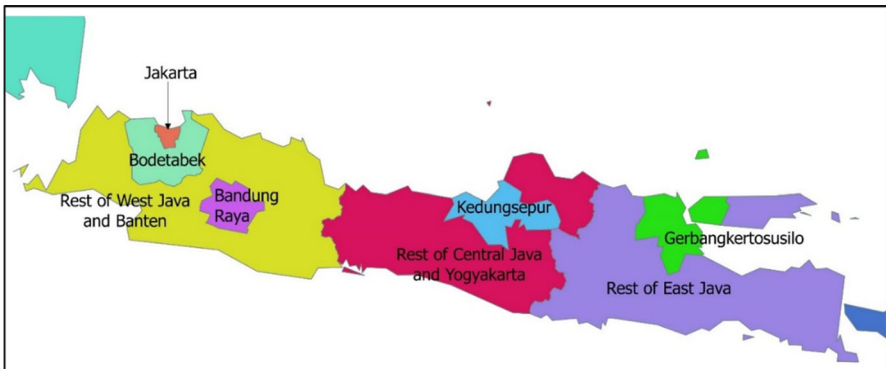 Jakarta
Bodetabek
Bandung
Raya
Rest of West Java
and Banten
Kedungsepur
Rest of Central Java
and Yogyakarta
Gerbangkertosusilo
Rest of East Java